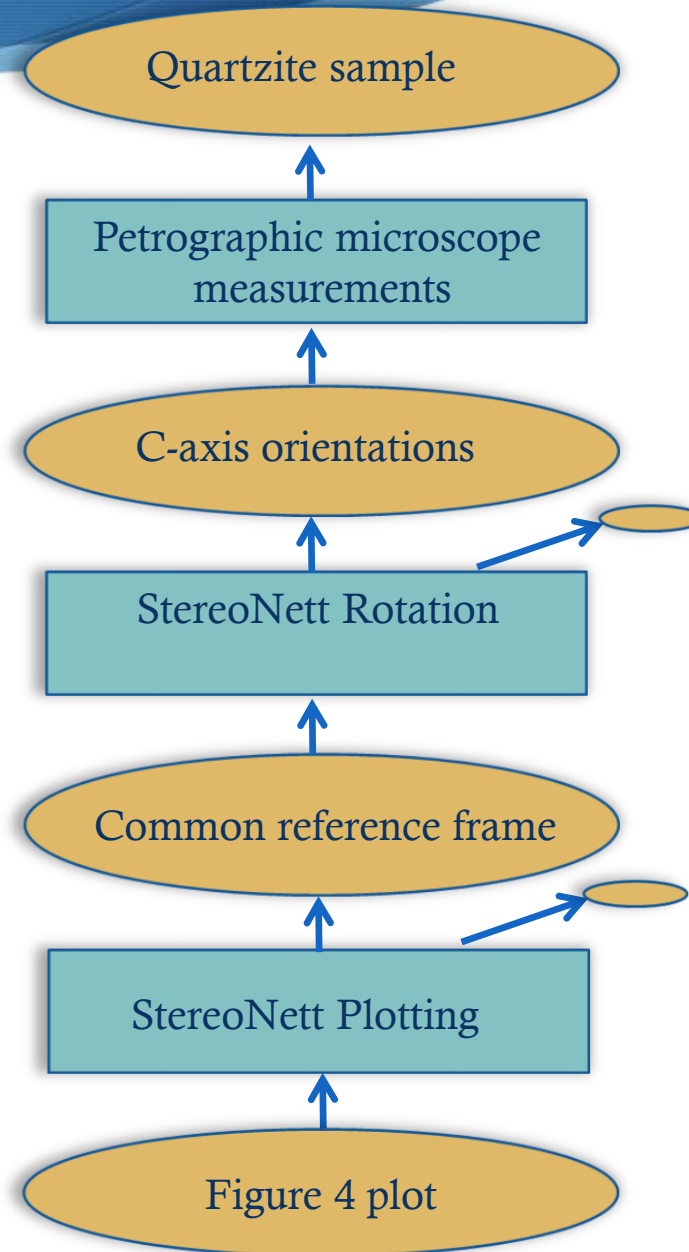 Quartzite sample
Petrographic microscope
measurements
C-axis orientations
StereoNett Rotation
Common reference frame
StereoNett Plotting
Figure 4 plot